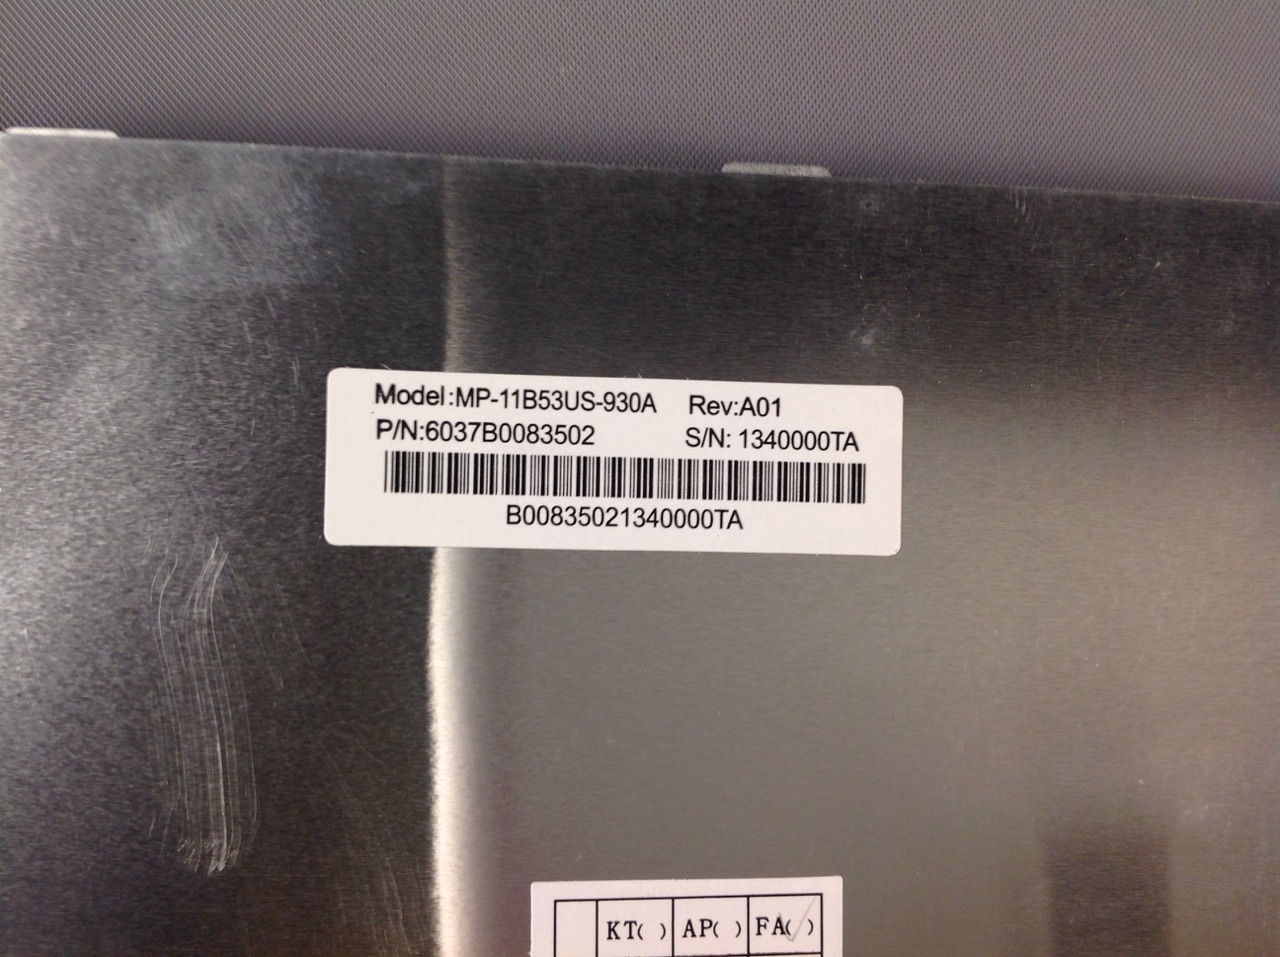 Model:MP-11B53US-930A Rev:A01
P/N:6037B0083502 S/N: 1340000TA
B00835021340000TA
KT( ) AP( ) FA(✓)